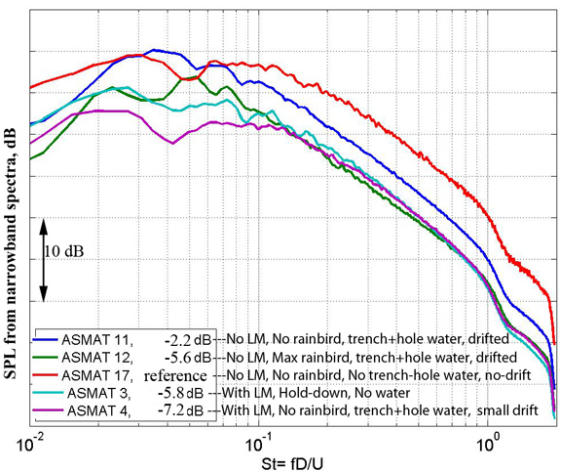 SPL from narrowband spectra, dB
10 dB
ASMAT 11, -2.2 dB --No LM, No rainbird, trench+hole water, drifted
ASMAT 12, -5.6 dB --No LM, Max rainbird, trench+hole water, drifted
ASMAT 17, reference --No LM, No rainbird, No trench-hole water, no-drift
ASMAT 3, -5.8 dB --With LM, Hold-down, No water
ASMAT 4, -7.2 dB --With LM, No rainbird, trench+hole water, small drift
10-2 10-1 100
St= fD/U